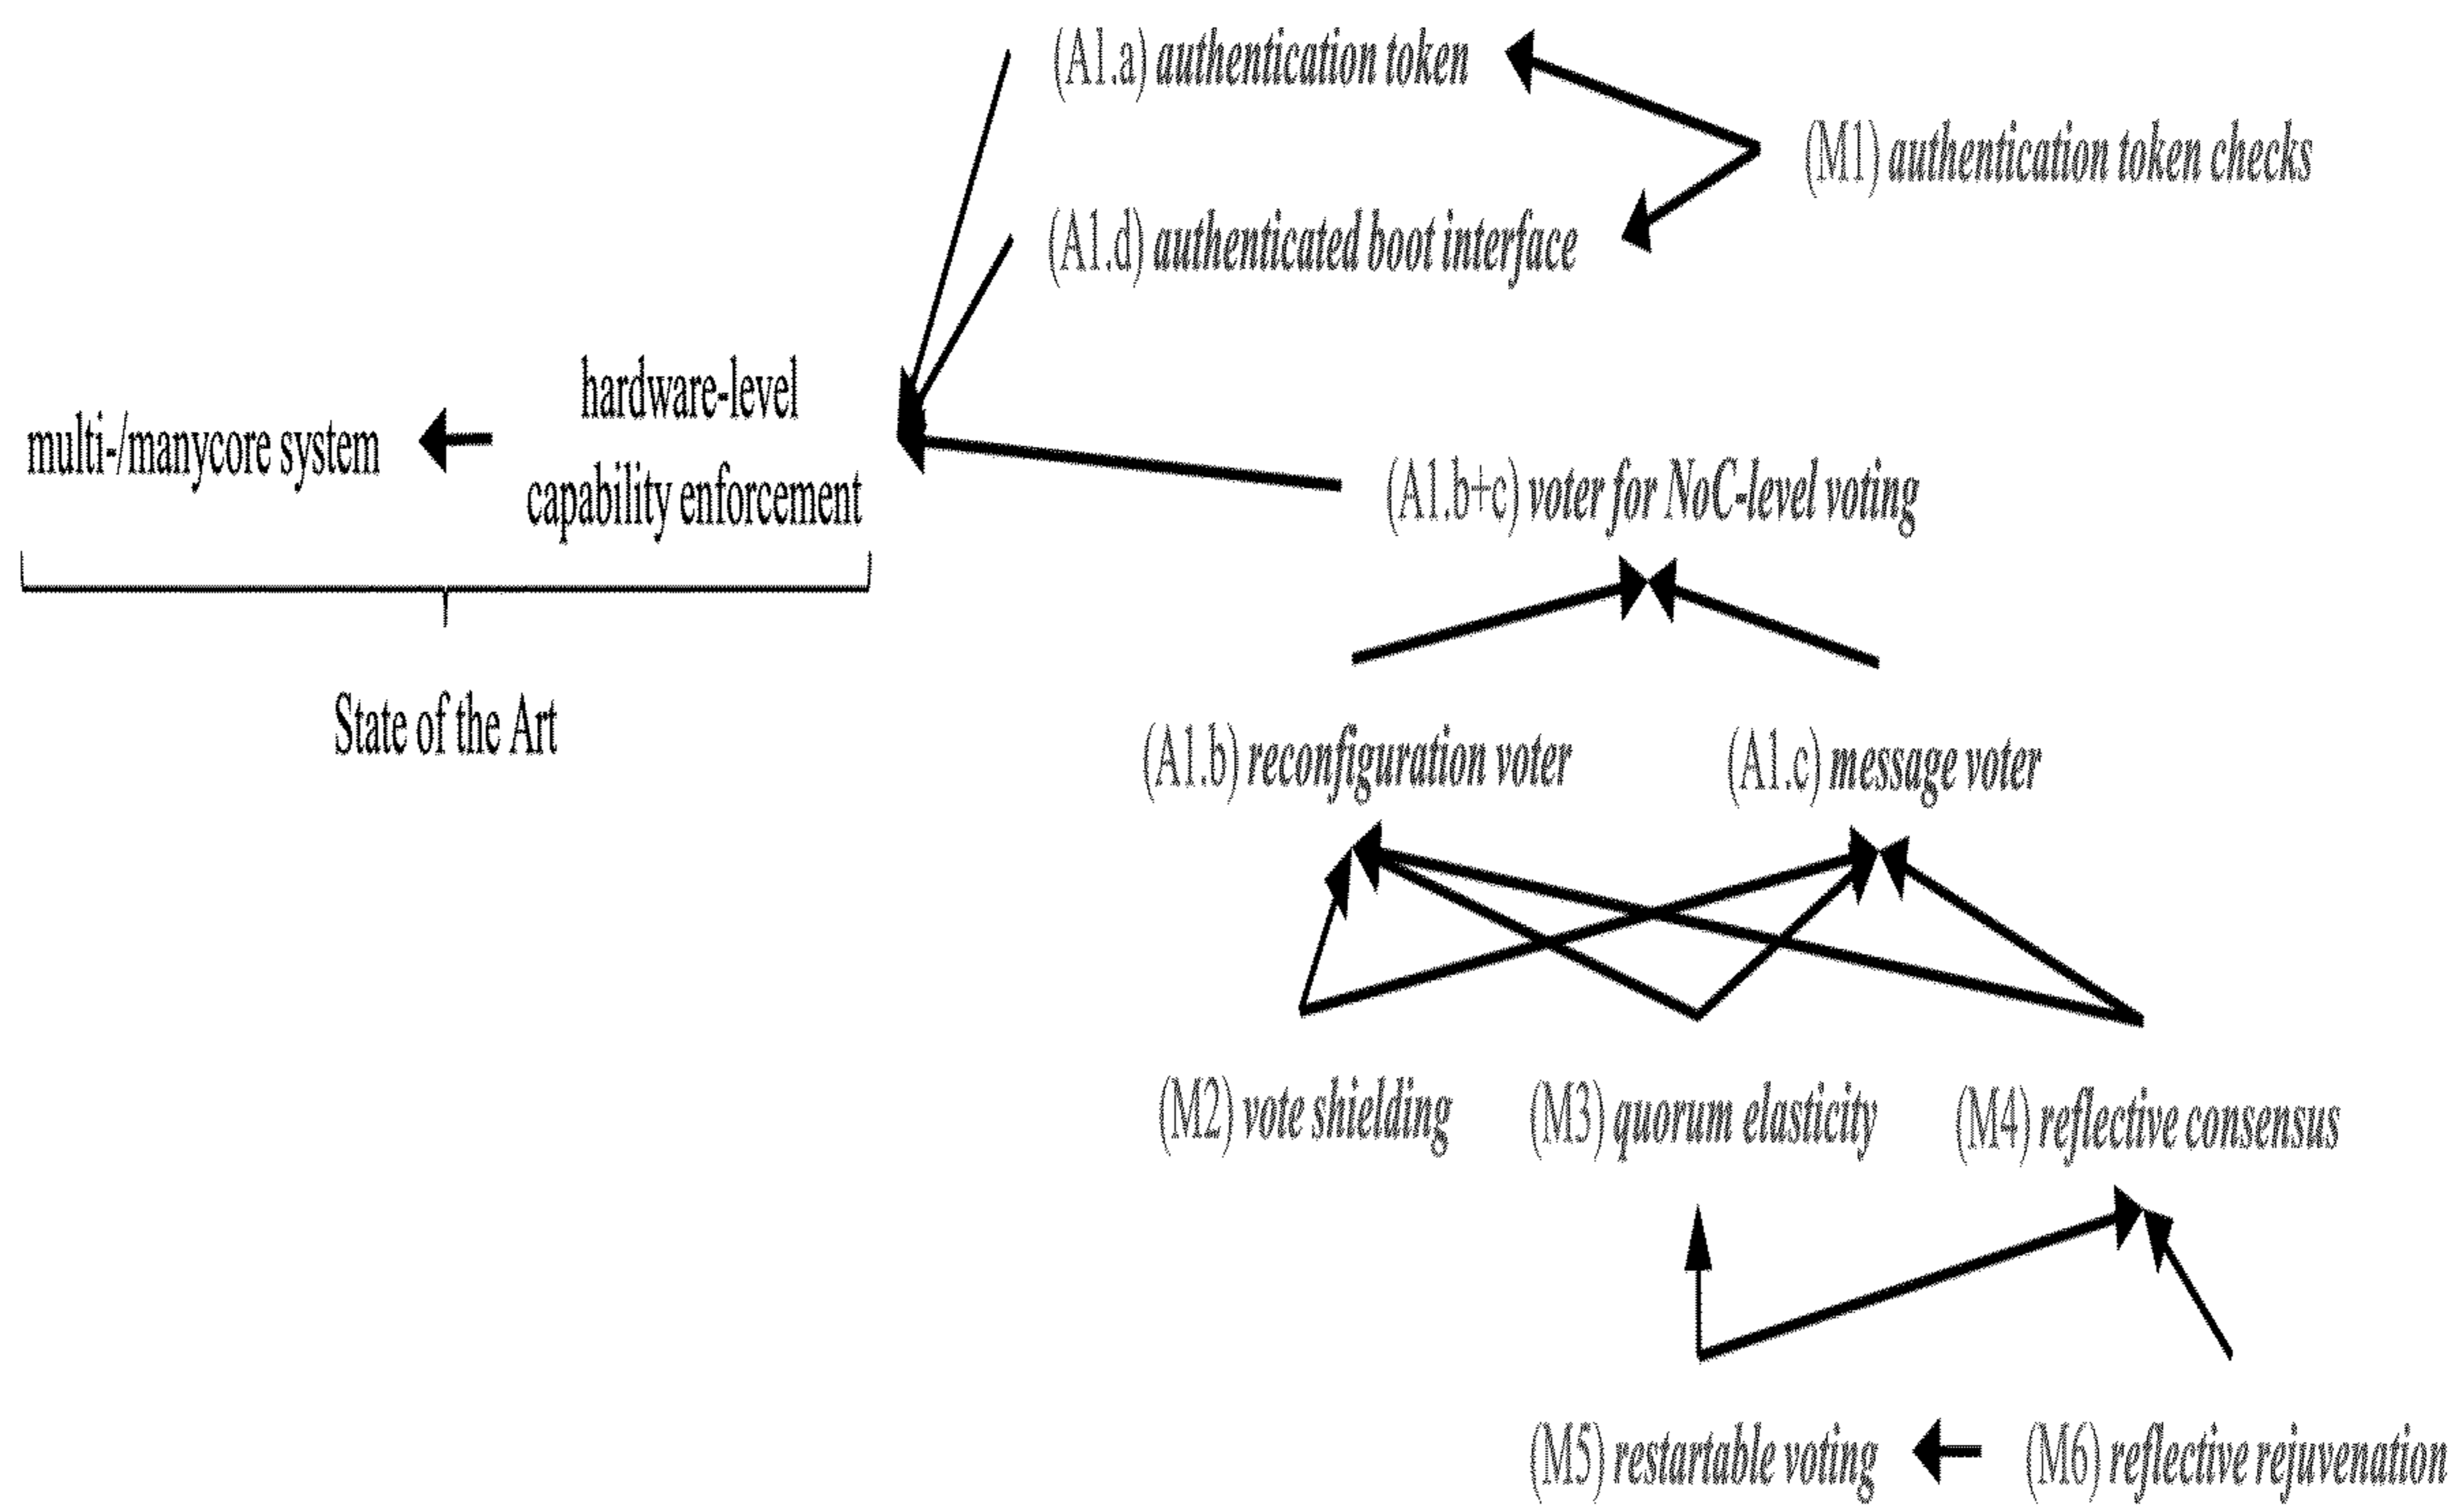 (A1.a) authentication token
(M1) authentication token checks
(A1.d) authenticated boot interface
hardware-level
capability enforcement
multi-/manycore system
(A1.b+c) voter for NoC-level voting
State of the Art
(A1.b) reconfiguration voter
(A1.c) message voter
(M2) vote shielding
(M3) quorum elasticity
(M4) reflective consensus
(M5) restartable voting
(M6) reflective rejuvenation